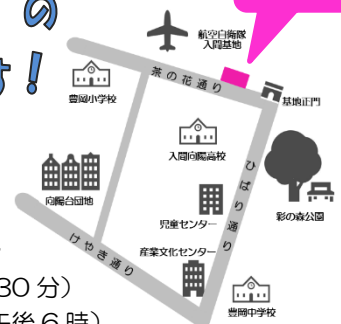 の
す！
航空自衛隊
入間基地
茶の花通り
基地正門
豊岡小学校
入間向陽高校
ひばり通り
向陽台団地
児童センター
彩の森公園
けやき通り
産業文化センター
豊岡中学校
30分）
午後６時）